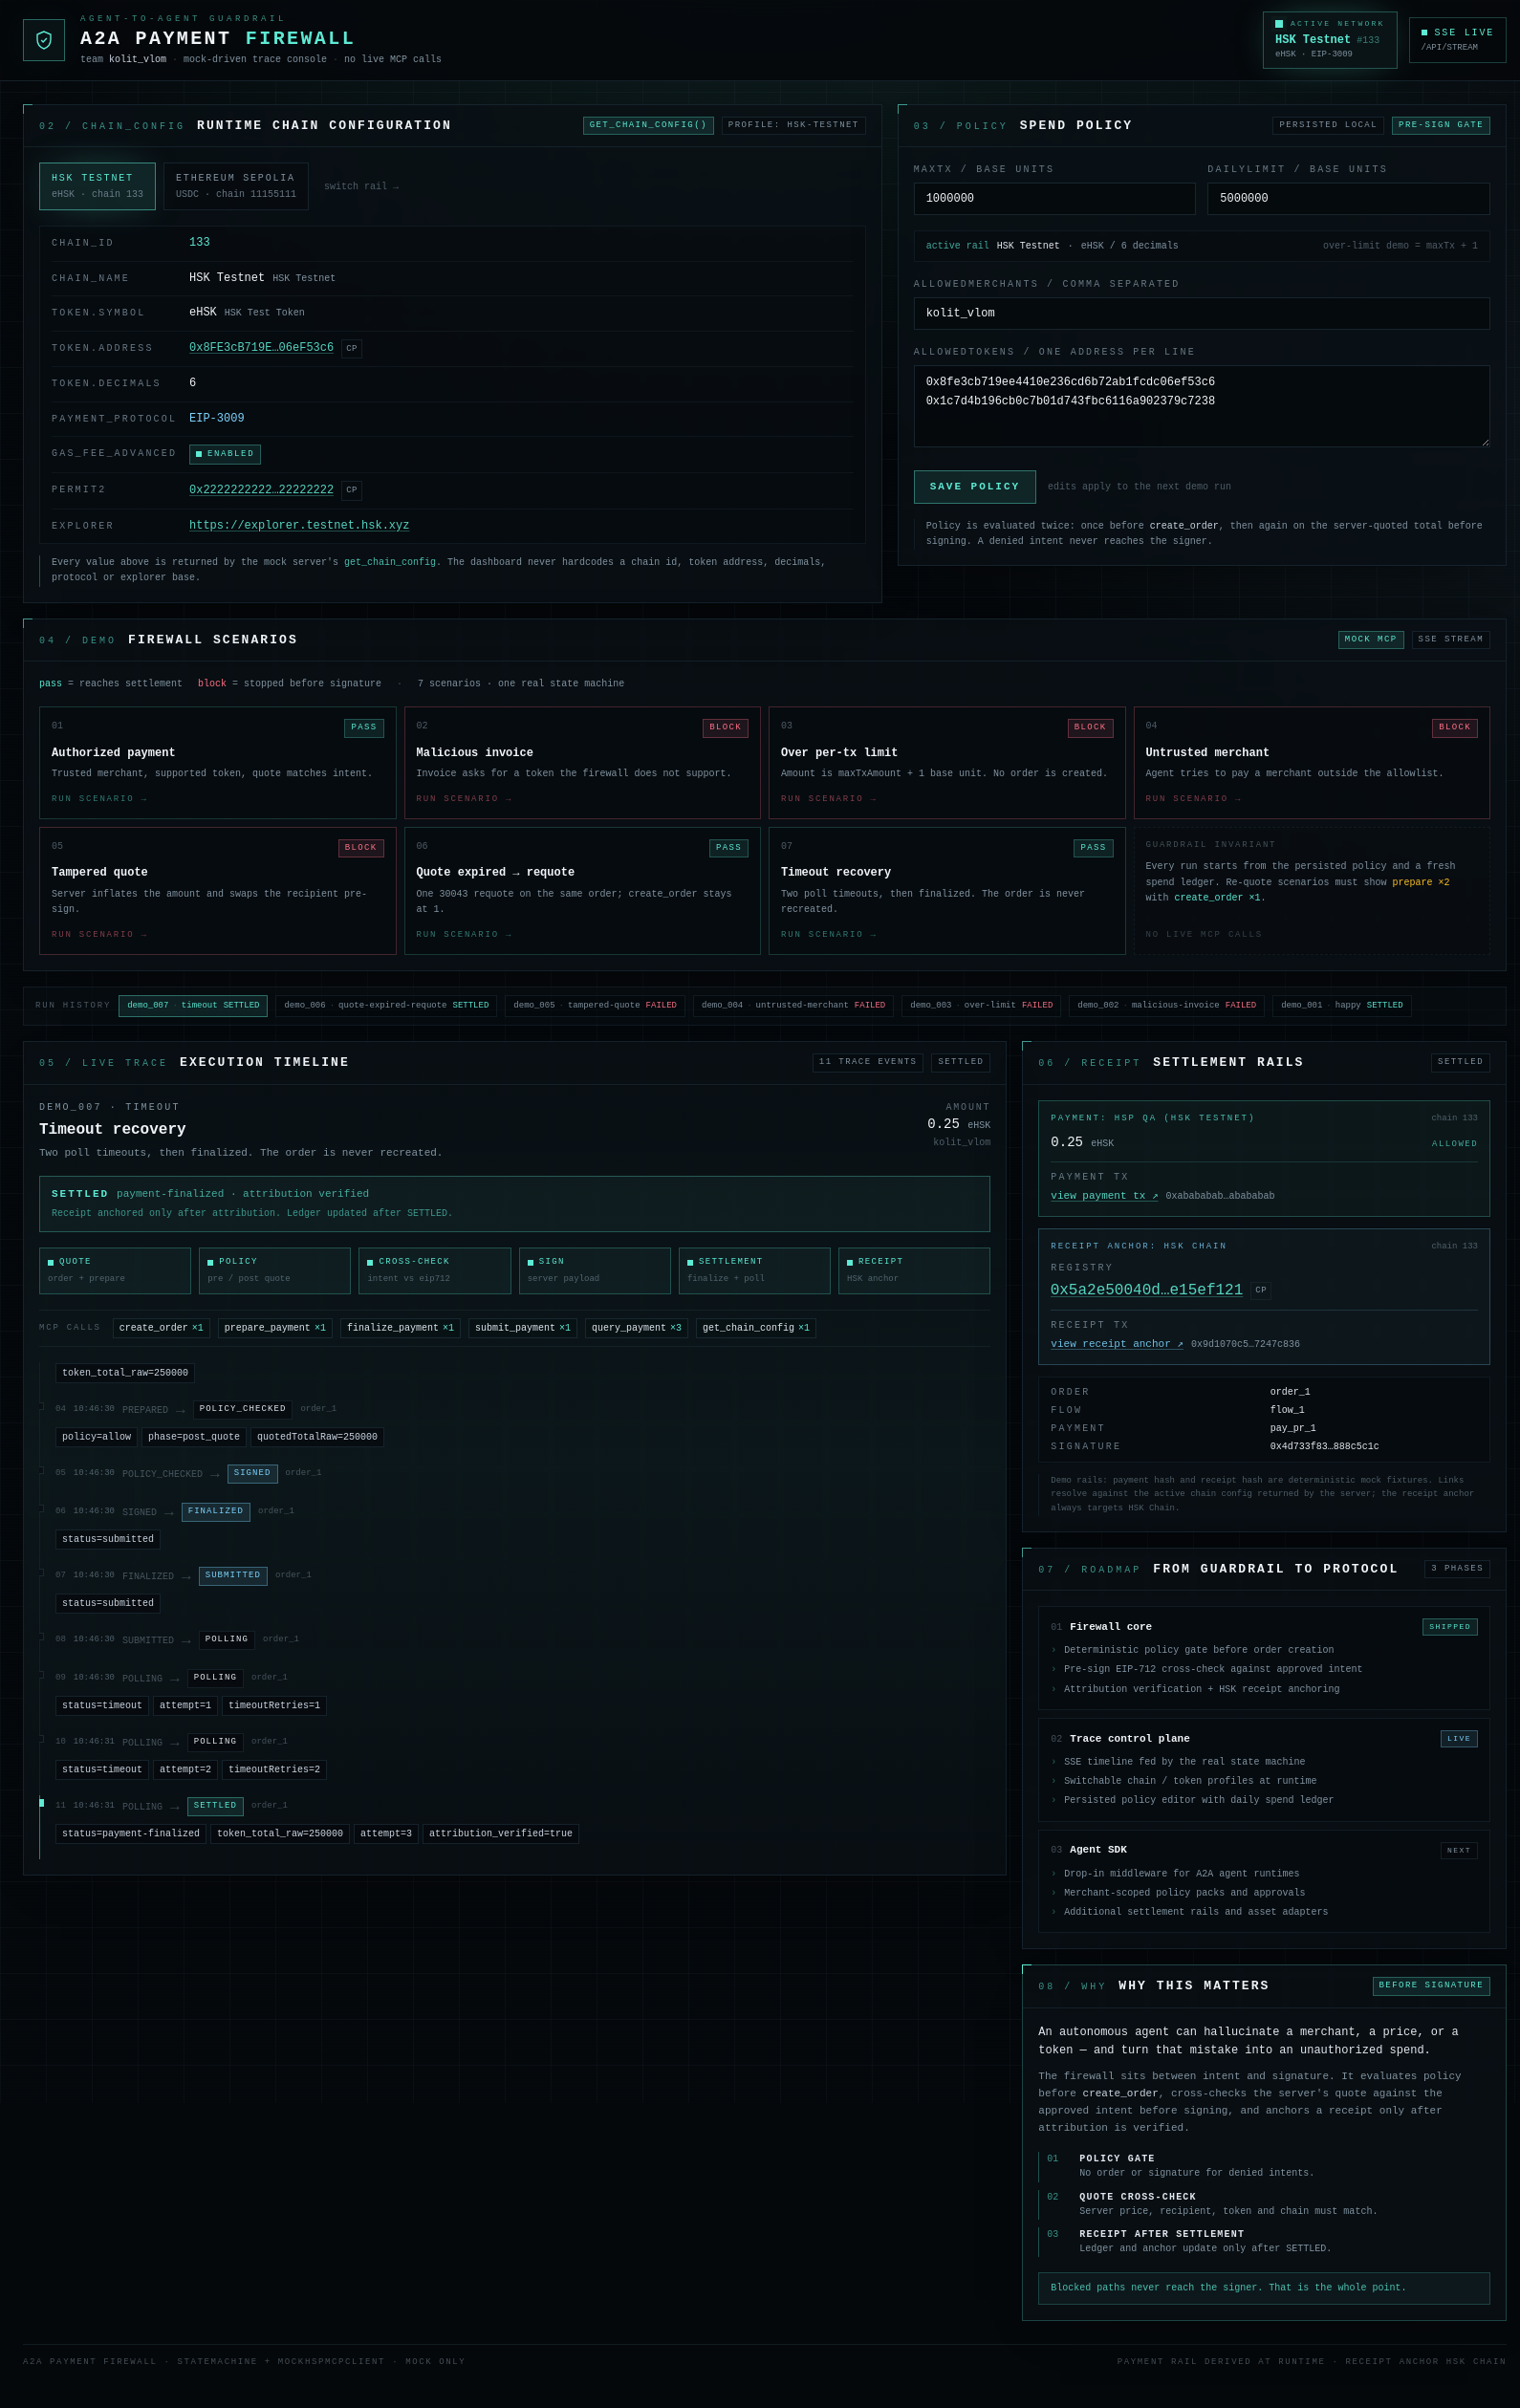 AGENT-TO-AGENT GUARDRAIL
A2A PAYMENT FIREWALL
team kolit_vlom · mock-driven trace console · no live MCP calls
ACTIVE NETWORK
HSK Testnet #133
eHSK · EIP-3009
SSE LIVE
/API/STREAM
02 / CHAIN_CONFIG RUNTIME CHAIN CONFIGURATION
GET_CHAIN_CONFIG() PROFILE: HSK-TESTNET
HSK TESTNET
eHSK · chain 133
ETHEREUM SEPOLIA
USDC · chain 11155111
switch rail →
CHAIN_ID 133
CHAIN_NAME HSK Testnet HSK Testnet
TOKEN.SYMBOL eHSK HSK Test Token
TOKEN.ADDRESS 0x8FE3cB719E…06eF53c6 CP
TOKEN.DECIMALS 6
PAYMENT_PROTOCOL EIP-3009
GAS_FEE_ADVANCED ENABLED
PERMIT2 0x2222222222…22222222 CP
EXPLORER https://explorer.testnet.hsk.xyz
Every value above is returned by the mock server's get_chain_config. The dashboard never hardcodes a chain id, token address, decimals,
protocol or explorer base.
03 / POLICY SPEND POLICY
PERSISTED LOCAL PRE-SIGN GATE
MAXTX / BASE UNITS
1000000
DAILYLIMIT / BASE UNITS
5000000
active rail HSK Testnet · eHSK / 6 decimals
over-limit demo = maxTx + 1
ALLOWEDMERCHANTS / COMMA SEPARATED
kolit_vlom
ALLOWEDTOKENS / ONE ADDRESS PER LINE
0x8fe3cb719ee4410e236cd6b72ab1fcdc06ef53c6
0x1c7d4b196cb0c7b01d743fbc6116a902379c7238
SAVE POLICY edits apply to the next demo run
Policy is evaluated twice: once before create_order, then again on the server-quoted total before
signing. A denied intent never reaches the signer.
04 / DEMO FIREWALL SCENARIOS
MOCK MCP SSE STREAM
pass = reaches settlement block = stopped before signature · 7 scenarios · one real state machine
01 PASS
Authorized payment
Trusted merchant, supported token, quote matches intent.
RUN SCENARIO →
02 BLOCK
Malicious invoice
Invoice asks for a token the firewall does not support.
RUN SCENARIO →
03 BLOCK
Over per-tx limit
Amount is maxTxAmount + 1 base unit. No order is created.
RUN SCENARIO →
04 BLOCK
Untrusted merchant
Agent tries to pay a merchant outside the allowlist.
RUN SCENARIO →
05 BLOCK
Tampered quote
Server inflates the amount and swaps the recipient pre-
sign.
RUN SCENARIO →
06 PASS
Quote expired → requote
One 30043 requote on the same order; create_order stays
at 1.
RUN SCENARIO →
07 PASS
Timeout recovery
Two poll timeouts, then finalized. The order is never
recreated.
RUN SCENARIO →
GUARDRAIL INVARIANT
Every run starts from the persisted policy and a fresh
spend ledger. Re-quote scenarios must show prepare ×2
with create_order ×1.
NO LIVE MCP CALLS
RUN HISTORY demo_007 · timeout SETTLED demo_006 · quote-expired-requote SETTLED demo_005 · tampered-quote FAILED demo_004 · untrusted-merchant FAILED demo_003 · over-limit FAILED demo_002 · malicious-invoice FAILED demo_001 · happy SETTLED
05 / LIVE TRACE EXECUTION TIMELINE
11 TRACE EVENTS SETTLED
DEMO_007 · TIMEOUT
Timeout recovery
Two poll timeouts, then finalized. The order is never recreated.
AMOUNT
0.25 eHSK
kolit_vlom
SETTLED payment-finalized · attribution verified
Receipt anchored only after attribution. Ledger updated after SETTLED.
QUOTE
order + prepare
POLICY
pre / post quote
CROSS-CHECK
intent vs eip712
SIGN
server payload
SETTLEMENT
finalize + poll
RECEIPT
HSK anchor
MCP CALLS create_order ×1 prepare_payment ×1 finalize_payment ×1 submit_payment ×1 query_payment ×3 get_chain_config ×1
token_total_raw=250000
04 10:46:30 PREPARED → POLICY_CHECKED order_1
policy=allow phase=post_quote quotedTotalRaw=250000
05 10:46:30 POLICY_CHECKED → SIGNED order_1
06 10:46:30 SIGNED → FINALIZED order_1
status=submitted
07 10:46:30 FINALIZED → SUBMITTED order_1
status=submitted
08 10:46:30 SUBMITTED → POLLING order_1
09 10:46:30 POLLING → POLLING order_1
status=timeout attempt=1 timeoutRetries=1
10 10:46:31 POLLING → POLLING order_1
status=timeout attempt=2 timeoutRetries=2
11 10:46:31 POLLING → SETTLED order_1
status=payment-finalized token_total_raw=250000 attempt=3 attribution_verified=true
06 / RECEIPT SETTLEMENT RAILS
SETTLED
PAYMENT: HSP QA (HSK TESTNET) chain 133
0.25 eHSK ALLOWED
PAYMENT TX
view payment tx ↗ 0xabababab…abababab
RECEIPT ANCHOR: HSK CHAIN chain 133
REGISTRY
0x5a2e50040d…e15ef121 CP
RECEIPT TX
view receipt anchor ↗ 0x9d1070c5…7247c836
ORDER order_1
FLOW flow_1
PAYMENT pay_pr_1
SIGNATURE 0x4d733f83…888c5c1c
Demo rails: payment hash and receipt hash are deterministic mock fixtures. Links
resolve against the active chain config returned by the server; the receipt anchor
always targets HSK Chain.
07 / ROADMAP FROM GUARDRAIL TO PROTOCOL
3 PHASES
01 Firewall core SHIPPED
› Deterministic policy gate before order creation
› Pre-sign EIP-712 cross-check against approved intent
› Attribution verification + HSK receipt anchoring
02 Trace control plane LIVE
› SSE timeline fed by the real state machine
› Switchable chain / token profiles at runtime
› Persisted policy editor with daily spend ledger
03 Agent SDK NEXT
› Drop-in middleware for A2A agent runtimes
› Merchant-scoped policy packs and approvals
› Additional settlement rails and asset adapters
08 / WHY WHY THIS MATTERS
BEFORE SIGNATURE
An autonomous agent can hallucinate a merchant, a price, or a
token — and turn that mistake into an unauthorized spend.
The firewall sits between intent and signature. It evaluates policy
before create_order, cross-checks the server's quote against the
approved intent before signing, and anchors a receipt only after
attribution is verified.
01 POLICY GATE
No order or signature for denied intents.
02 QUOTE CROSS-CHECK
Server price, recipient, token and chain must match.
03 RECEIPT AFTER SETTLEMENT
Ledger and anchor update only after SETTLED.
Blocked paths never reach the signer. That is the whole point.
A2A PAYMENT FIREWALL · STATEMACHINE + MOCKHSPMCPCLIENT · MOCK ONLY
PAYMENT RAIL DERIVED AT RUNTIME · RECEIPT ANCHOR HSK CHAIN